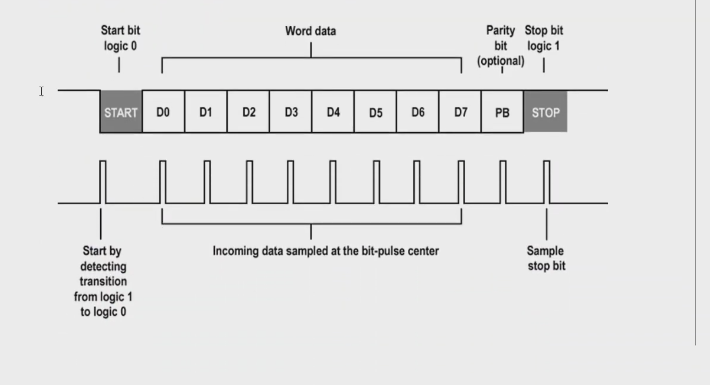 Start bit
logic 0
Word data
Parity
bit
(optional)
Stop bit
logic 1
START D0 D1 D2 D3 D4 D5 D6 D7 PB STOP
Start by
detecting
transition
from logic 1
to logic 0
Incoming data sampled at the bit-pulse center
Sample
stop bit